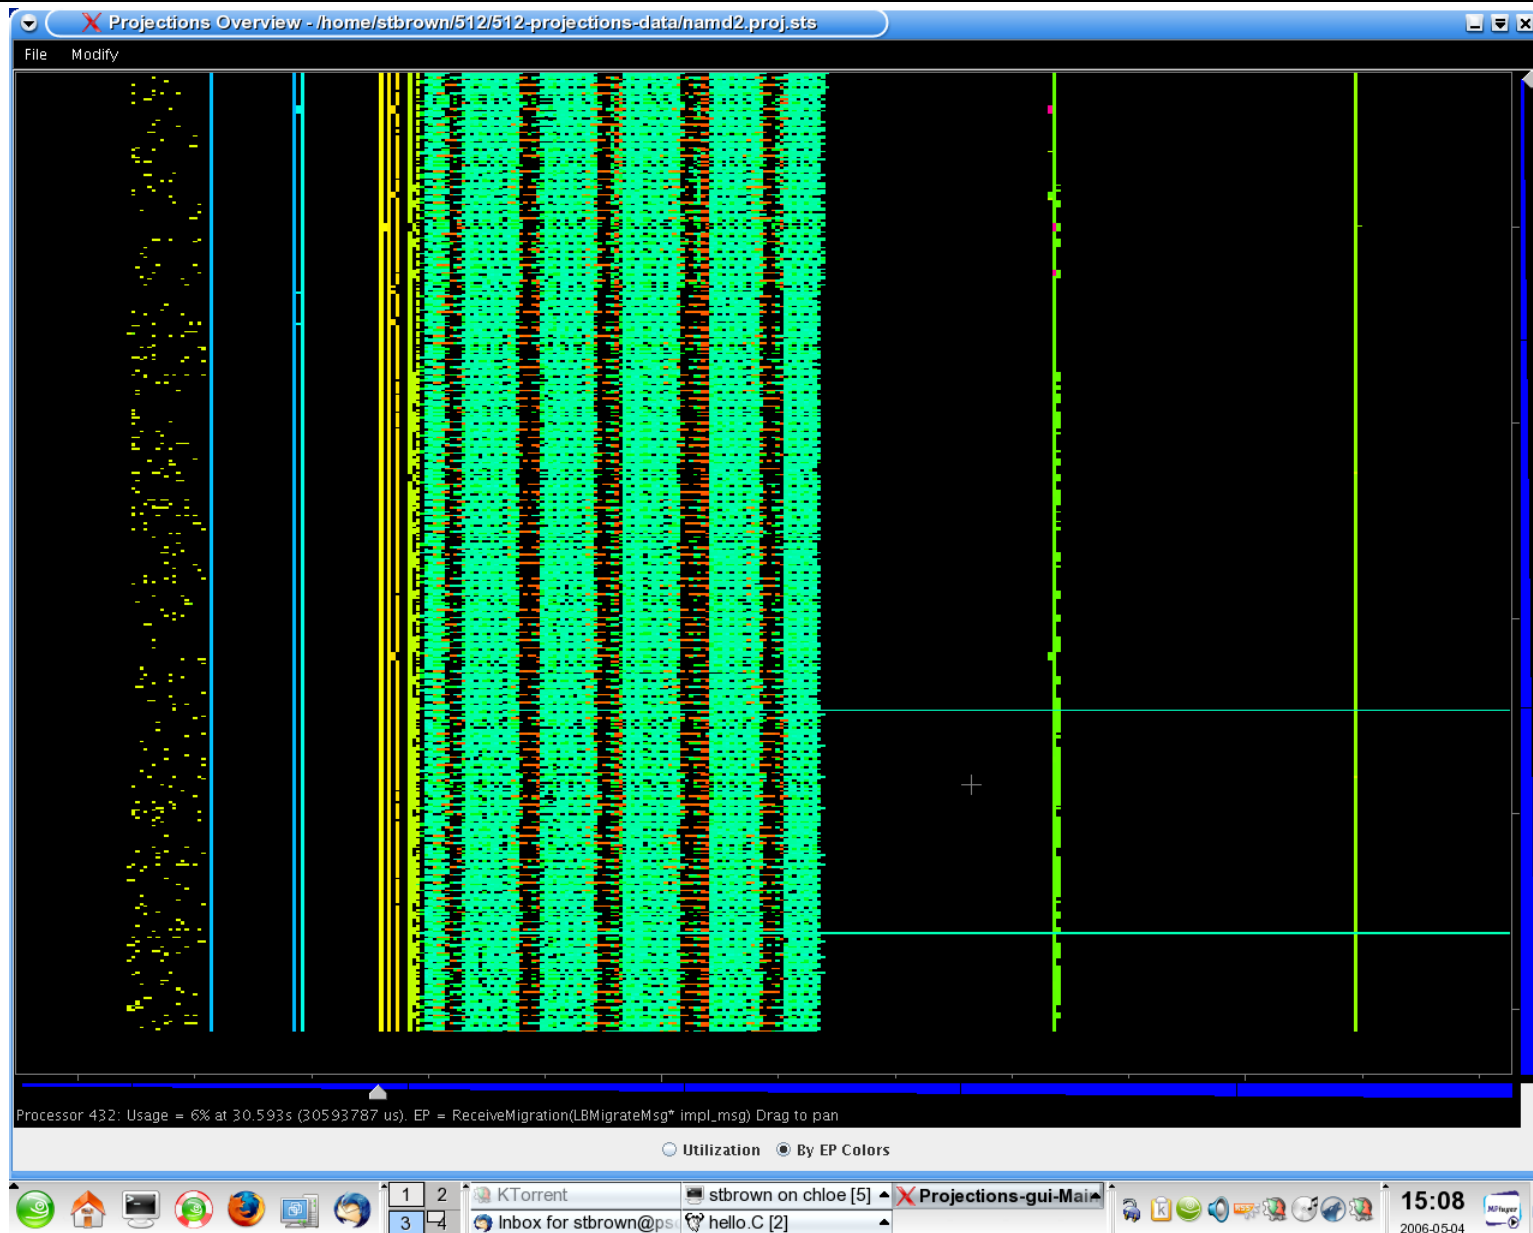 Projections Overview - /home/stbrown/512/512-projections-data/namd2.proj.sts
File Modify
Processor 432: Usage = 6% at 30.593s (30593787 us). EP = ReceiveMigration(LBMigrateMsg* impl_msg) Drag to pan
Utilization By EP Colors
1 2 KTorrent stbrown on chloe [5] Projections-gui-Main 15:08
3 4 Inbox for stbrown@psc hello.C [2] 2006-05-04